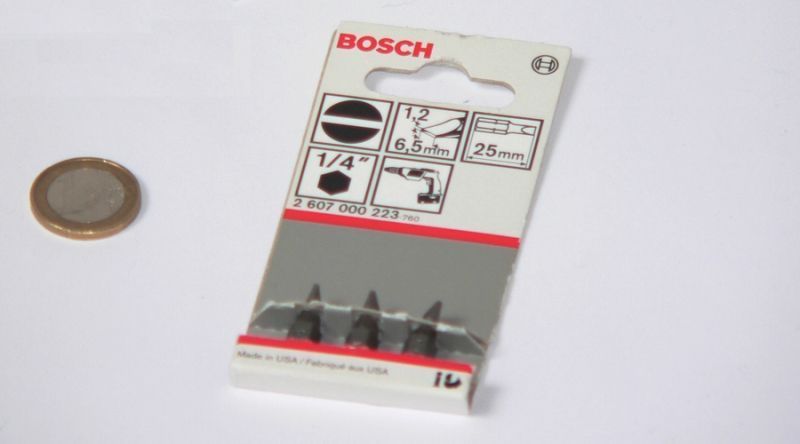 BOSCH
1,2
6,5mm
25mm
1/4"
2 607 000 223-760
Made in USA / Fabriqué aux USA